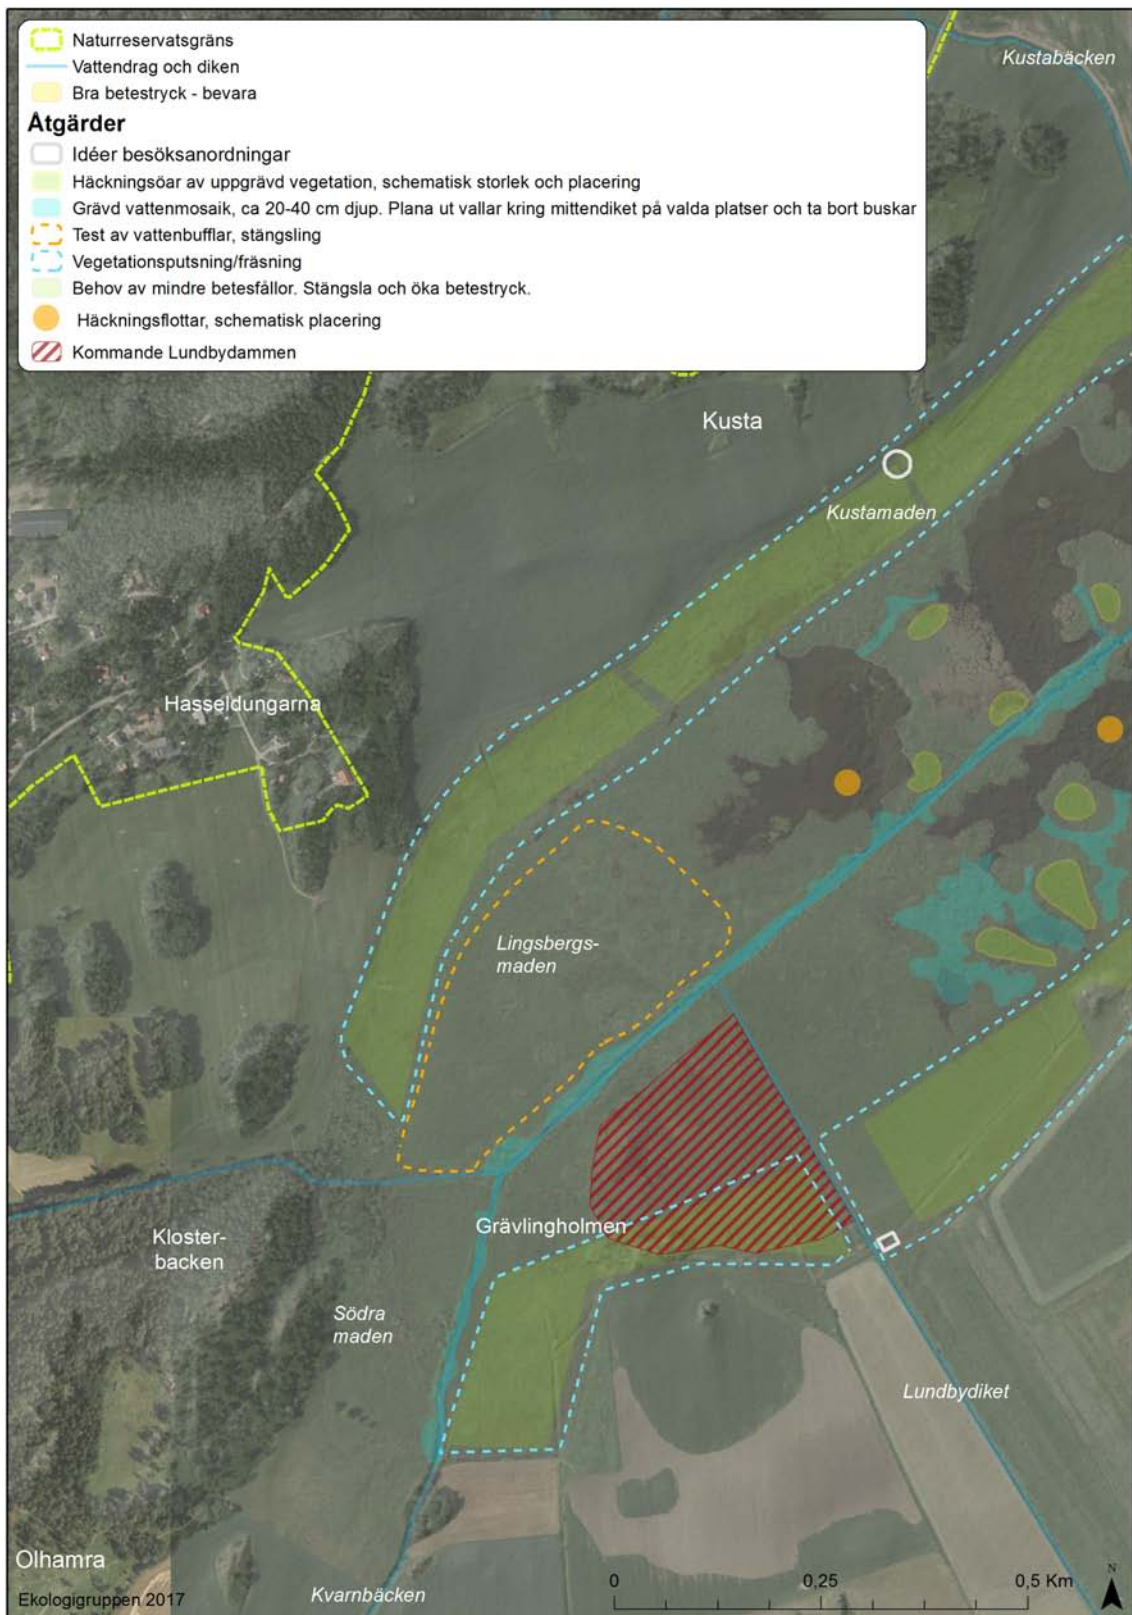 Naturreservatsgräns
Vattendrag och diken
Bra betestryck - bevara
Åtgärder
Idéer besöksanordningar
Häckningsöar av uppgrävd vegetation, schematisk storlek och placering
Grävd vattenmosaik, ca 20-40 cm djup. Plana ut vallar kring mittendiket på valda platser och ta bort buskar
Test av vattenbufflar, stängsling
Vegetationsputsning/fräsning
Behov av mindre betesfållor. Stängsla och öka betestryck.
Häckningsflottar, schematisk placering
Kommande Lundbydammen
Kustabäcken
Kusta
Kustamaden
Hasseldungarna
Lingsbergs-
maden
Grävlingholmen
Kloster-
backen
Södra
maden
Lundbydiket
Olhamra
Kvarnbäcken
Ekologigruppen 2017
0 0,25 0,5 Km
N